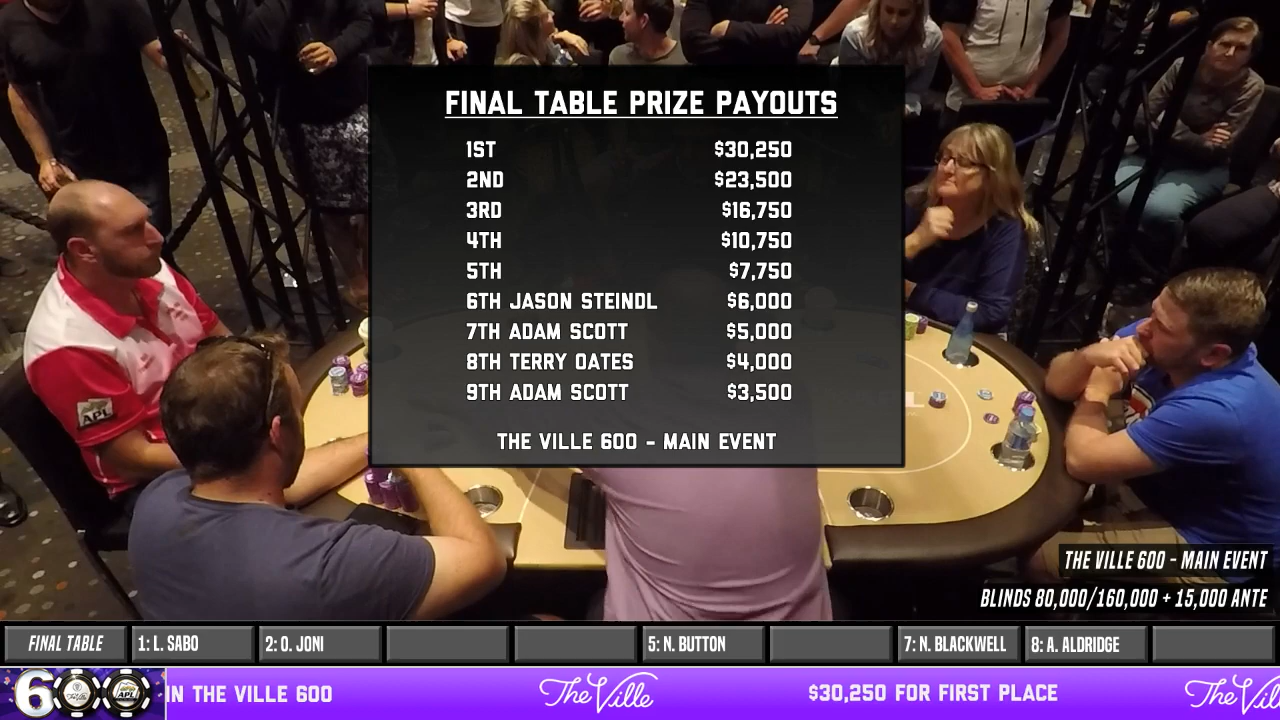 FINAL TABLE PRIZE PAYOUTS
1ST $30,250
2ND $23,500
3RD $16,750
4TH $10,750
5TH $7,750
6TH JASON STEINDL $6,000
7TH ADAM SCOTT $5,000
8TH TERRY OATES $4,000
9TH ADAM SCOTT $3,500
THE VILLE 600 - MAIN EVENT
APL
THE VILLE 600 - MAIN EVENT
BLINDS 80,000/160,000 + 15,000 ANTE
FINAL TABLE 1: L. SABO 2: O. JONI 5: N. BUTTON 7: N. BLACKWELL 8: A. ALDRIDGE
600 The Ville APL IN THE VILLE 600 The Ville $30,250 FOR FIRST PLACE The Vil